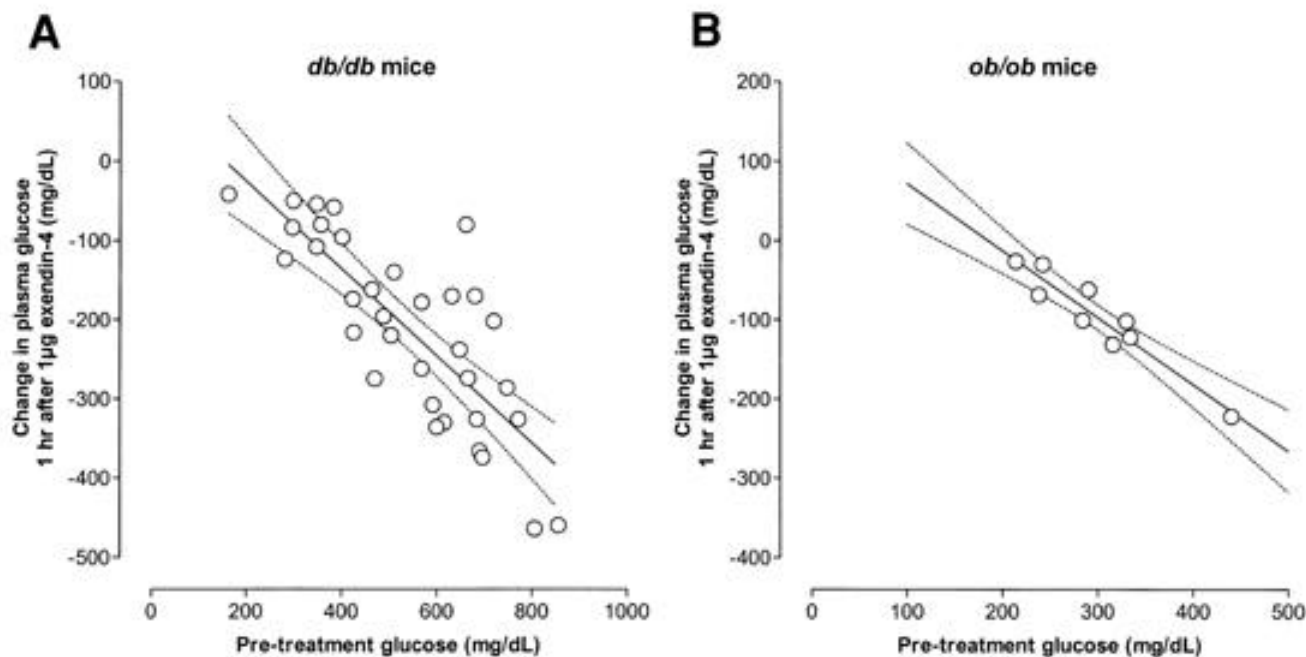 A
db/db mice
100
0
-100
-200
-300
-400
-500
Change in plasma glucose
1 hr after 1µg exendin-4 (mg/dL)
0 200 400 600 800 1000
Pre-treatment glucose (mg/dL)
B
ob/ob mice
200
100
0
-100
-200
-300
-400
Change in plasma glucose
1 hr after 1µg exendin-4 (mg/dL)
0 100 200 300 400 500
Pre-treatment glucose (mg/dL)